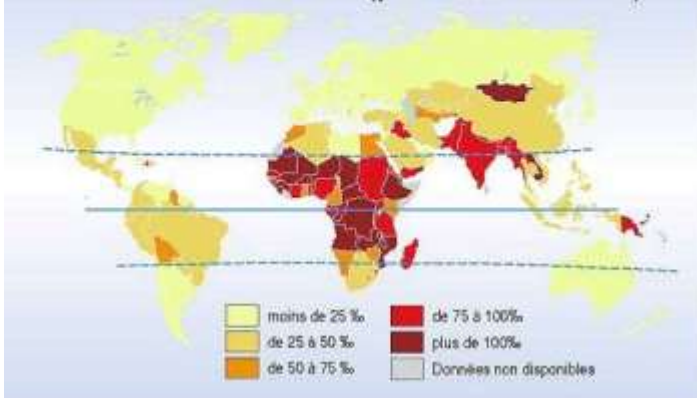 moins de 25 ‰
de 25 à 50 ‰
de 50 à 75 ‰
de 75 à 100‰
plus de 100‰
Données non disponibles